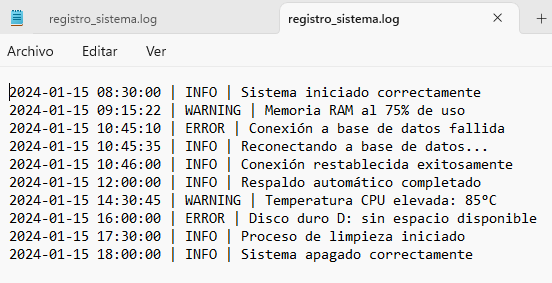 registro_sistema.log
registro_sistema.log
Archivo Editar Ver
2024-01-15 08:30:00 | INFO | Sistema iniciado correctamente
2024-01-15 09:15:22 | WARNING | Memoria RAM al 75% de uso
2024-01-15 10:45:10 | ERROR | Conexión a base de datos fallida
2024-01-15 10:45:35 | INFO | Reconectando a base de datos...
2024-01-15 10:46:00 | INFO | Conexión restablecida exitosamente
2024-01-15 12:00:00 | INFO | Respaldo automático completado
2024-01-15 14:30:45 | WARNING | Temperatura CPU elevada: 85ºC
2024-01-15 16:00:00 | ERROR | Disco duro D: sin espacio disponible
2024-01-15 17:30:00 | INFO | Proceso de limpieza iniciado
2024-01-15 18:00:00 | INFO | Sistema apagado correctamente